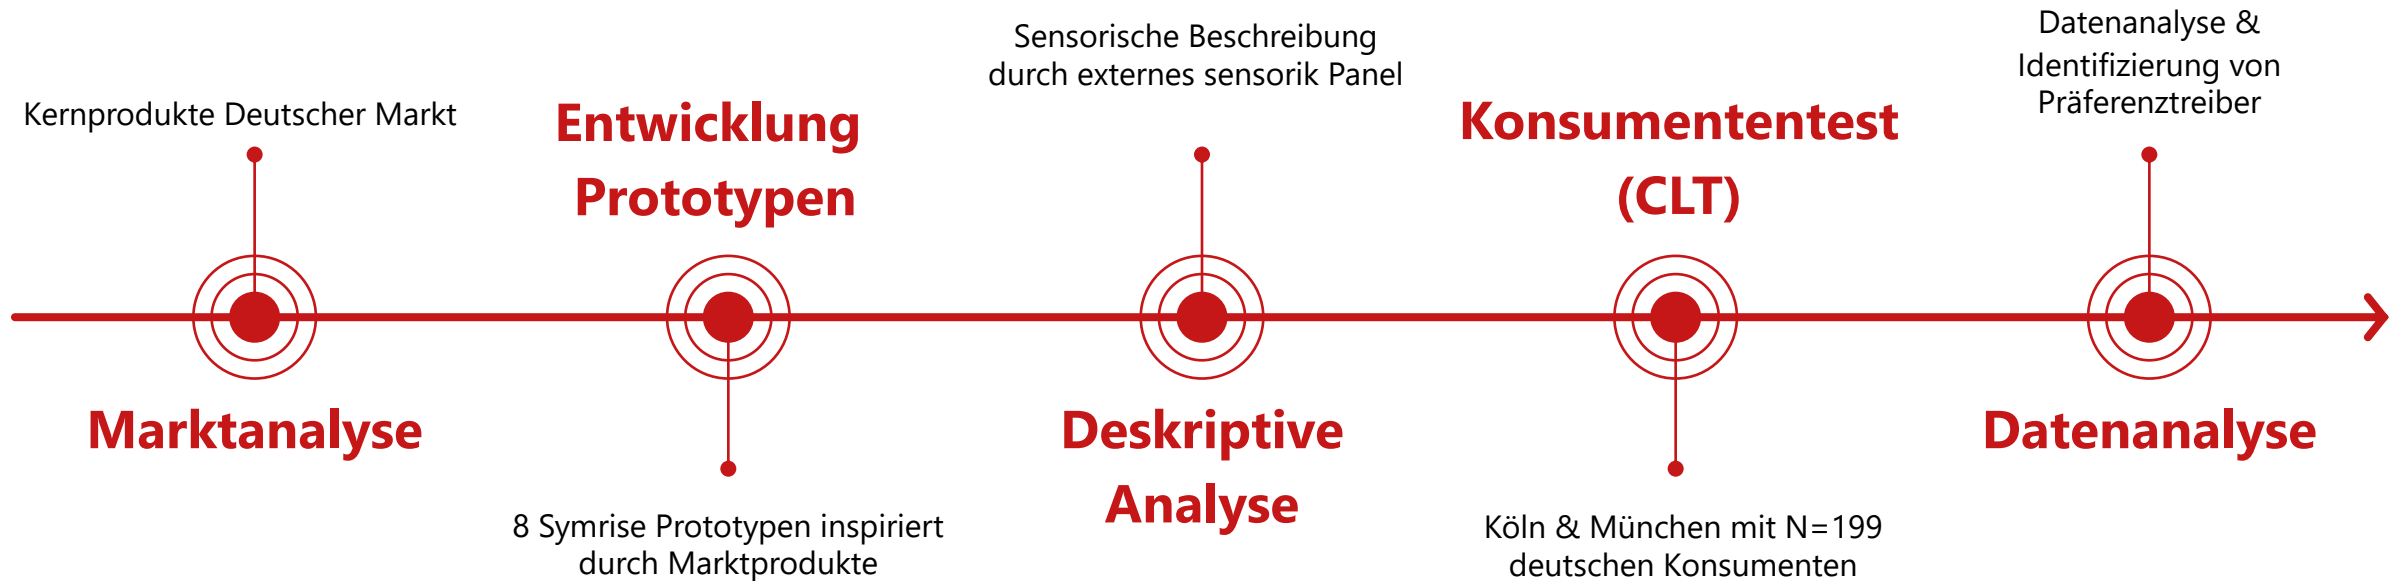 Kernprodukte Deutscher Markt
Marktanalyse
Entwicklung
Prototypen
8 Symrise Prototypen inspiriert
durch Marktprodukte
Sensorische Beschreibung
durch externes sensorik Panel
Deskriptive
Analyse
Konsumententest
(CLT)
Köln & München mit N=199
deutschen Konsumenten
Datenanalyse &
Identifizierung von
Präferenztreiber
Datenanalyse